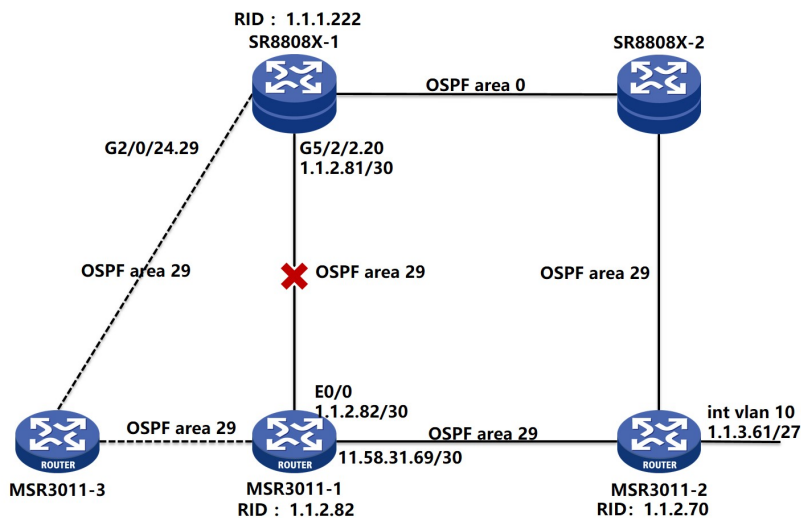 RID： 1.1.1.222
SR8808X-1
SR8808X-2
OSPF area 0
G2/0/24.29
G5/2/2.20
1.1.2.81/30
OSPF area 29
OSPF area 29
OSPF area 29
E0/0
1.1.2.82/30
OSPF area 29
OSPF area 29
int vlan 10
1.1.3.61/27
11.58.31.69/30
ROUTER
ROUTER
ROUTER
MSR3011-3
MSR3011-1
RID： 1.1.2.82
MSR3011-2
RID：1.1.2.70